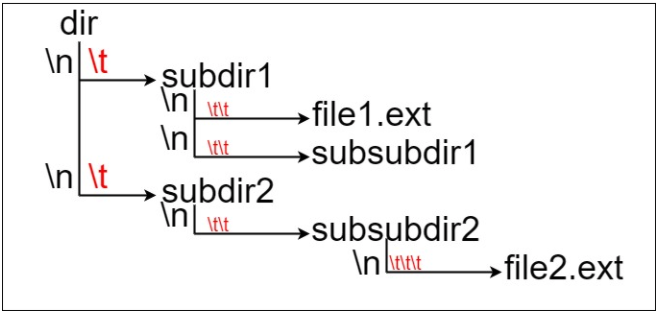 dir
\n \t subdir1
\n \t\t file1.ext
\n \t\t subsubdir1
\n \t subdir2
\n \t\t subsubdir2
\n \t\t\t file2.ext